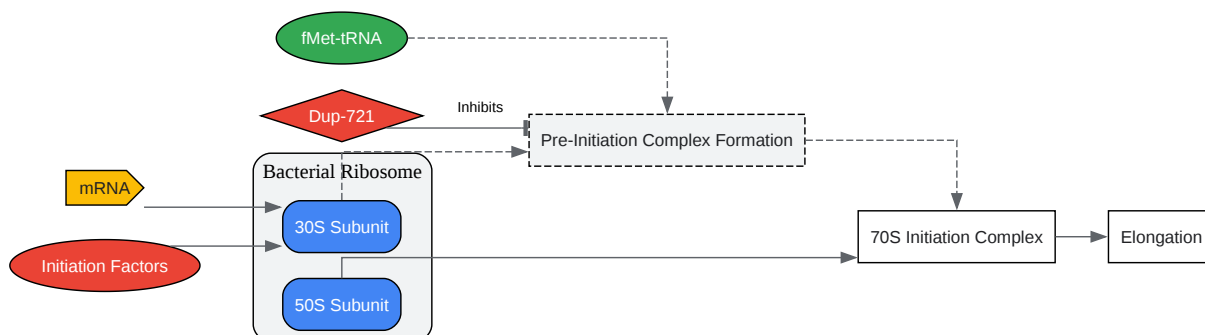 fMet-tRNA
Inhibits
Dup-721
Pre-Initiation Complex Formation
Bacterial Ribosome
mRNA
30S Subunit
70S Initiation Complex
Elongation
Initiation Factors
50S Subunit